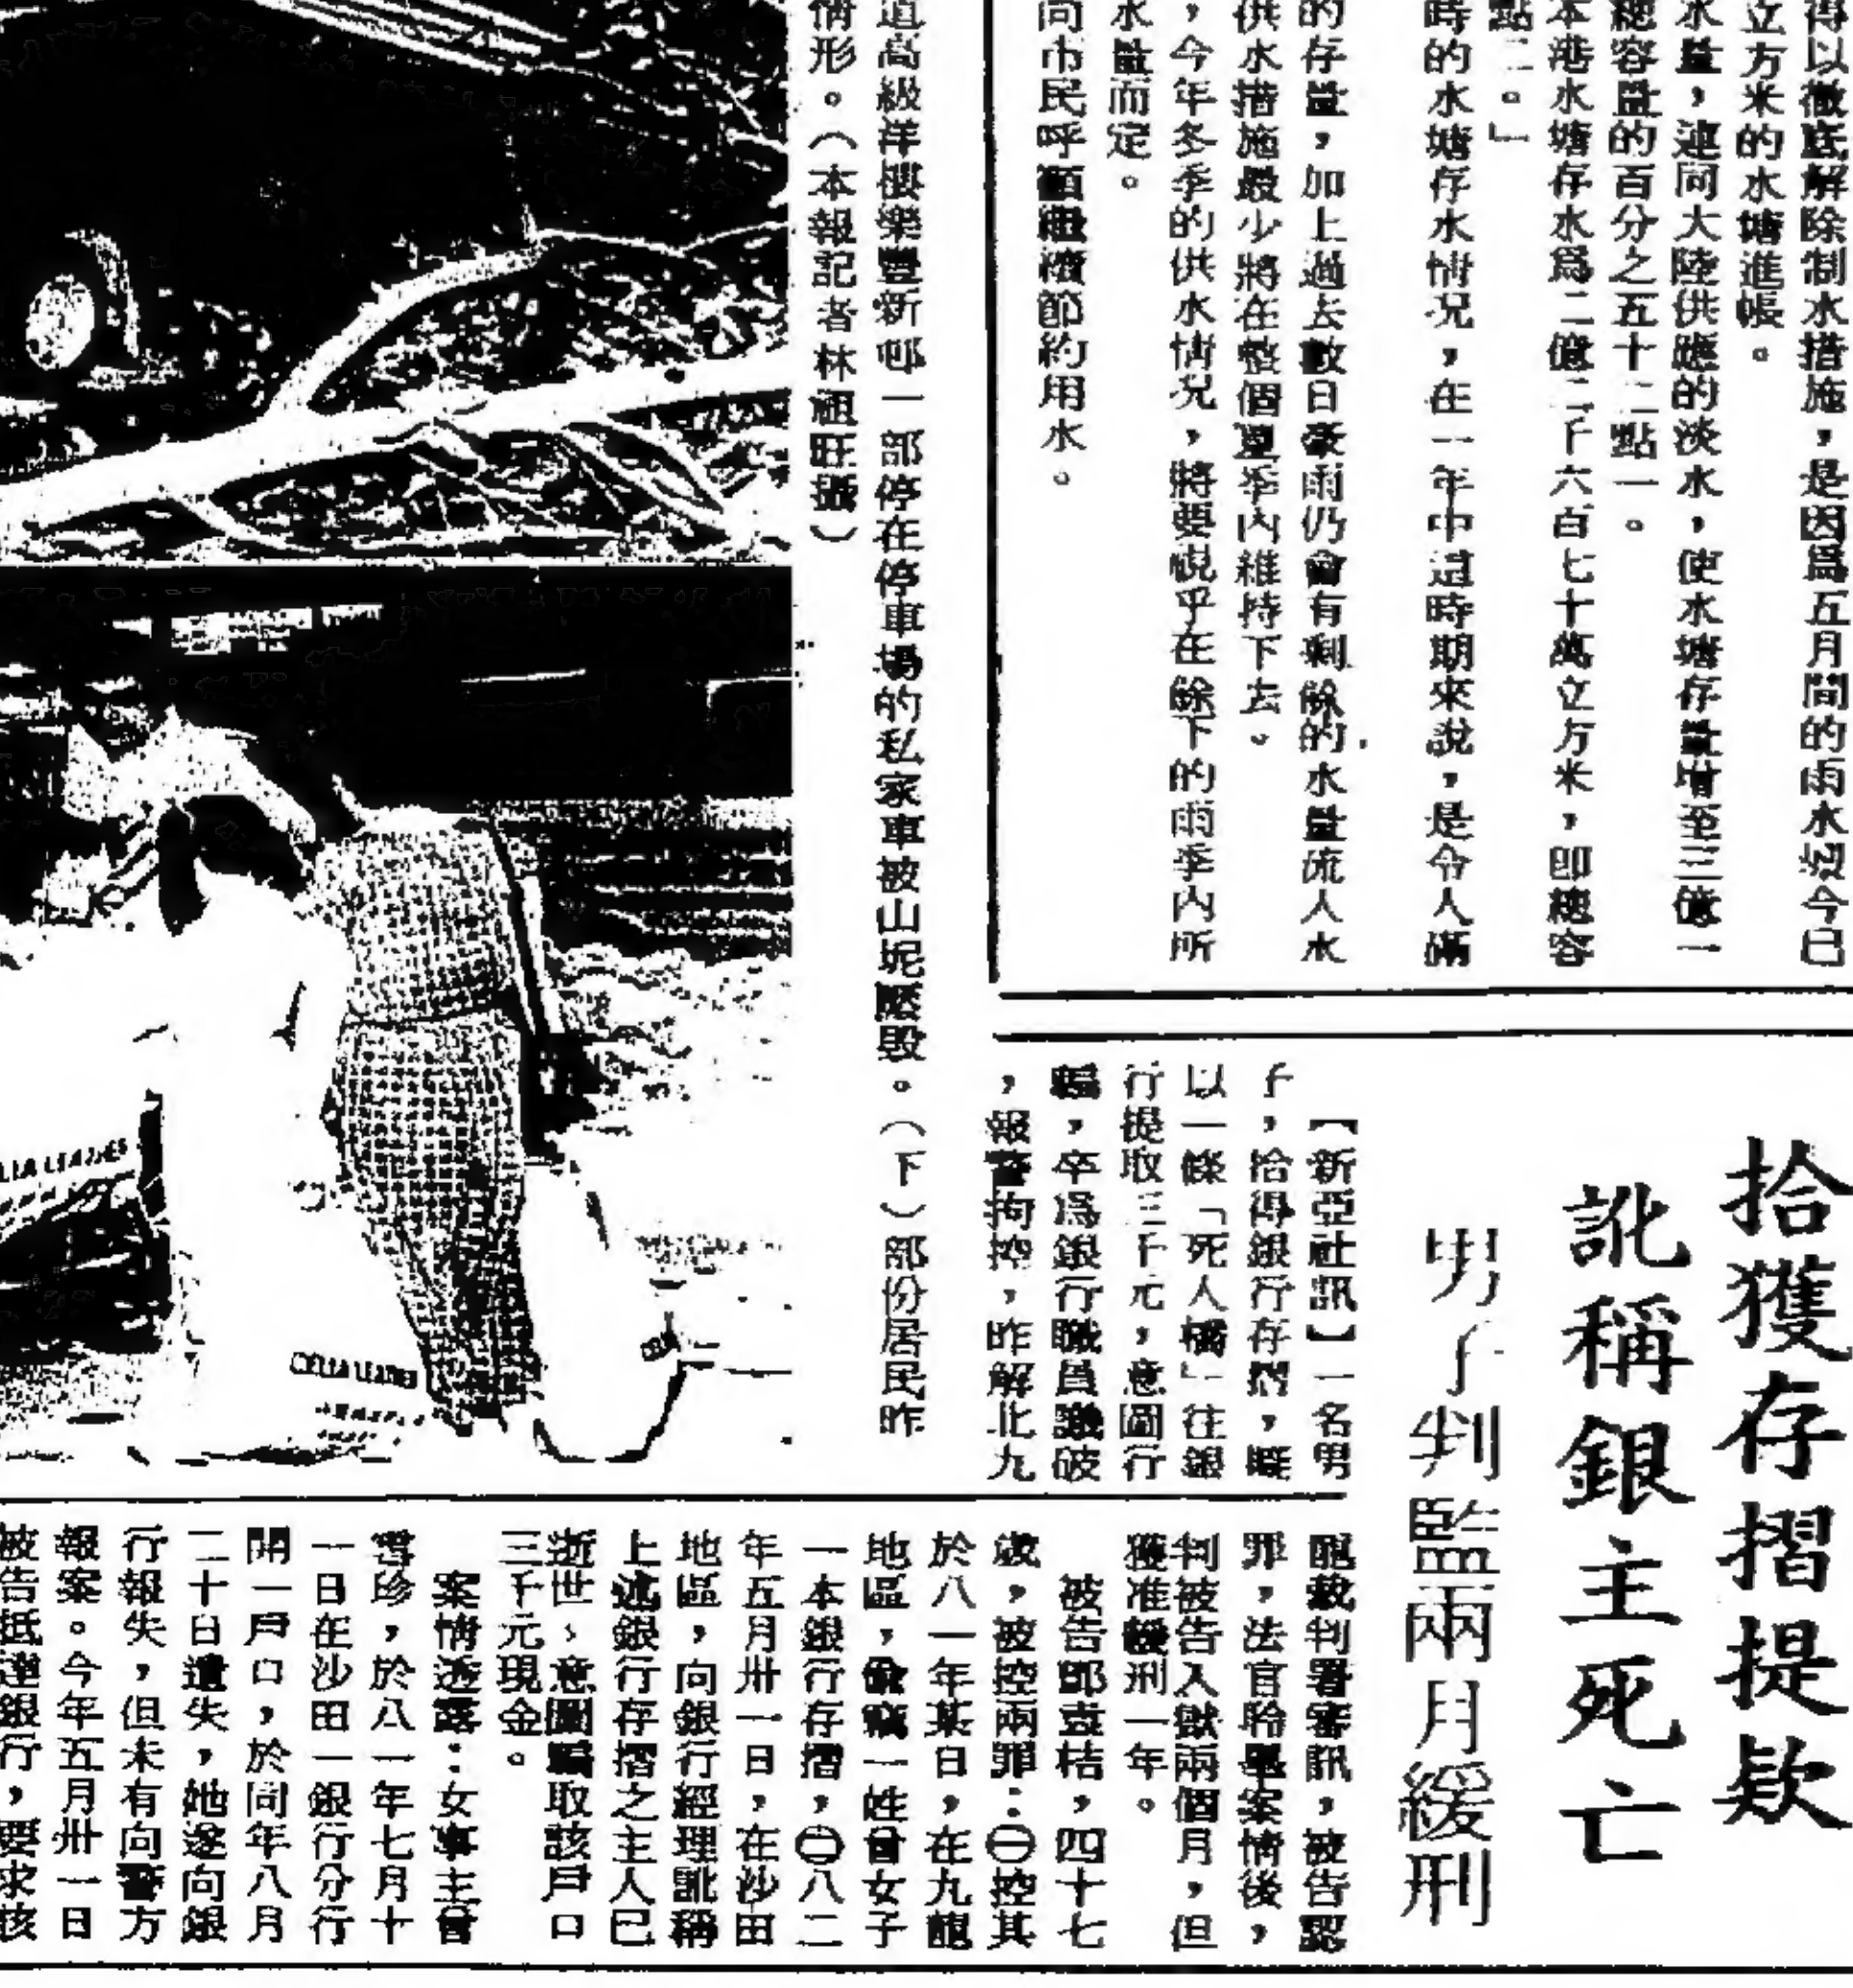 得以徹底解除制水措施，是因爲五月間的雨水㝡今已
立方米的水塘進帳。
水量，連同大陸供應的淡水，使水塘存量增至三億一
總容量的百分之五十二點一。
本港水塘存水爲二億二千六百七十萬立方米，卽總容
點二。」
時的水塘存水情況，在一年中這時期來說，是令人滿
的存量，加上過去數日豪雨仍會有剩餘的水量流入水
供水措施最少將在整個夏季內維持下去。
，今年冬季的供水情況，將要視乎在餘下的雨季內所
水量而定。
向市民呼籲繼續節約用水。
道高級洋樓樂豐新邨一部停在停車場的私家車被山坭壓毀。（下）部份居民昨
情形。（本報記者林祖旺攝）
拾獲存摺提欵
訛稱銀主死亡
男子判監兩月緩刑
【新亞社訊】一名男
子，拾得銀行存摺，
以一條「死人橋」往銀
行提取三千元，意圖行
騙，卒爲銀行職員識破
，報警拘控，昨解北九
龍裁判署審訊，被告認
罪，法官聆畢案情後，
判被告入獄兩個月，但
獲准緩刑一年。
被告鄧桔，四十七
歲，被控兩罪：㊀控其
於八一年某日，在九龍
地區，偸竊一姓曾女子
一本銀行存摺，㊁八二
年五月卅一日，在沙田
地區，向銀行經理訛稱
上述銀行存摺之主人已
逝世，意圖騙取該戶口
三千元現金。
案情透露：女事主曾
雪珍，於八一年七月十
一日在沙田一銀行分行
開一戶口，於同年八月
二十日遺失，她遂向銀
行報失，但未有向警方
報案。今年五月卅一日
被告抵達銀行，要求該
CELIA LEADER